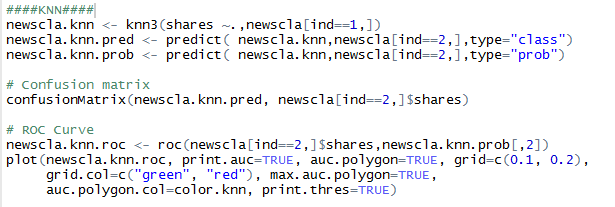 ####KNN####
newscla.knn <- knn3(shares ~.,newscla[ind==1,])
newscla.knn.pred <- predict( newscla.knn,newscla[ind==2,],type="class")
newscla.knn.prob <- predict( newscla.knn,newscla[ind==2,],type="prob")
# Confusion matrix
confusionMatrix(newscla.knn.pred, newscla[ind==2,]$shares)
# ROC Curve
newscla.knn.roc <- roc(newscla[ind==2,]$shares,newscla.knn.prob[,2])
plot(newscla.knn.roc, print.auc=TRUE, auc.polygon=TRUE, grid=c(0.1, 0.2),
grid.col=c("green", "red"), max.auc.polygon=TRUE,
auc.polygon.col=color.knn, print.thres=TRUE)